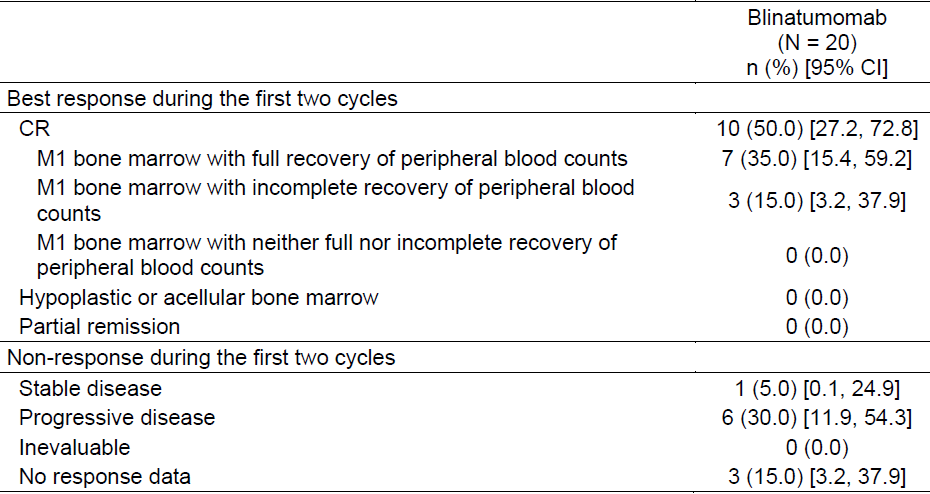 Blinatumomab
(N = 20)
n (%) [95% CI]
Best response during the first two cycles
CR 10 (50.0) [27.2, 72.8]
M1 bone marrow with full recovery of peripheral blood counts 7 (35.0) [15.4, 59.2]
M1 bone marrow with incomplete recovery of peripheral blood
counts 3 (15.0) [3.2, 37.9]
M1 bone marrow with neither full nor incomplete recovery of
peripheral blood counts 0 (0.0)
Hypoplastic or acellular bone marrow 0 (0.0)
Partial remission 0 (0.0)
Non-response during the first two cycles
Stable disease 1 (5.0) [0.1, 24.9]
Progressive disease 6 (30.0) [11.9, 54.3]
Inevaluable 0 (0.0)
No response data 3 (15.0) [3.2, 37.9]